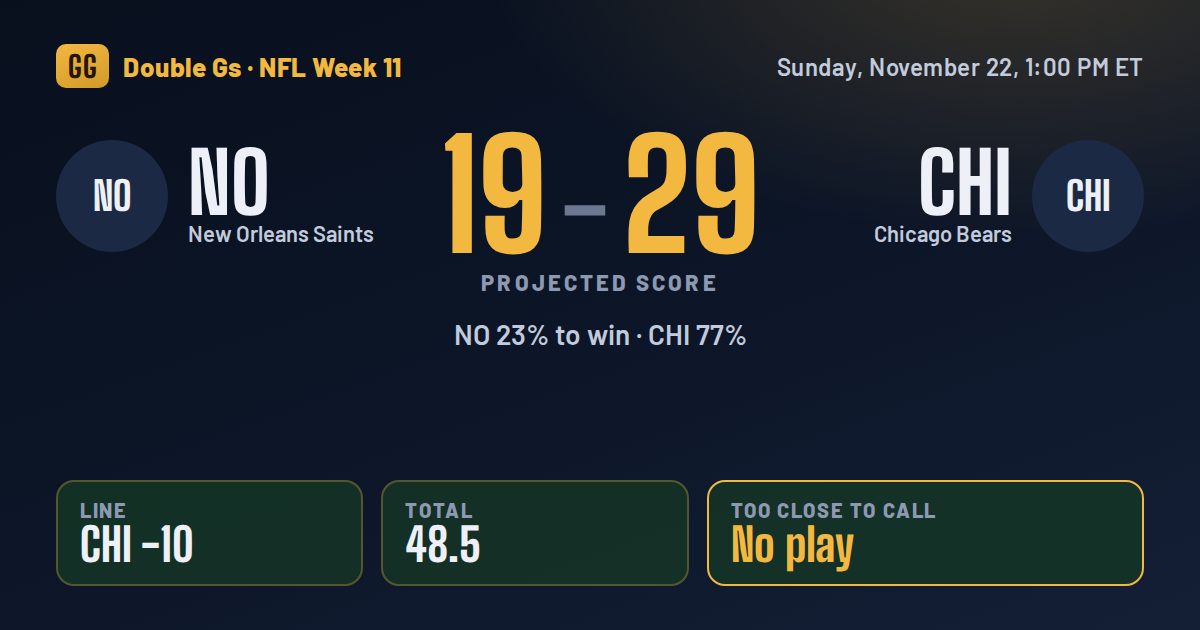 GG
Double Gs · NFL Week 11
Sunday, November 22, 1:00 PM ET
NO
NO
New Orleans Saints
19 – 29
PROJECTED SCORE
NO 23% to win · CHI 77%
CHI
Chicago Bears
CHI
LINE
CHI −10
TOTAL
48.5
TOO CLOSE TO CALL
No play